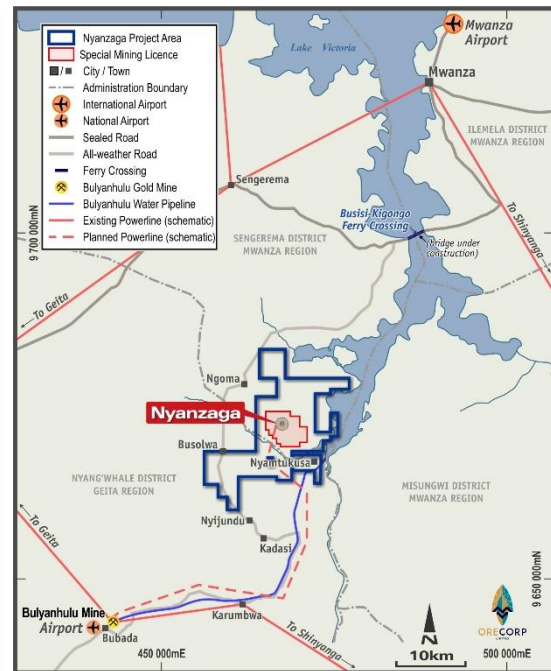 Nyanzaga Project Area
Special Mining Licence
City / Town
Administration Boundary
International Airport
National Airport
Sealed Road
All-weather Road
Ferry Crossing
Bulyanhulu Gold Mine
Bulyanhulu Water Pipeline
Existing Powerline (schematic)
Planned Powerline (schematic)
Lake Victoria
Mwanza
Airport
Mwanza
ILEMELA DISTRICT
MWANZA REGION
Sengerema
To Shinyanga
Busisi-Kigongo
Ferry Crossing
(bridge under
construction)
SENGEREMA DISTRICT
MWANZA REGION
9 700 000mN
To Geita
Ngoma
Nyanzaga
Busolwa
Nyamtukusa
NYANG'WHALE DISTRICT
GEITA REGION
MISUNGWI DISTRICT
MWANZA REGION
To Geita
Nyijundu
Kadasi
9 650 000mN
Bulyanhulu Mine
Airport
Bubada
Karumbwa
To Shinyanga
N
10km
ORECORP
450 000mE
500 000mE